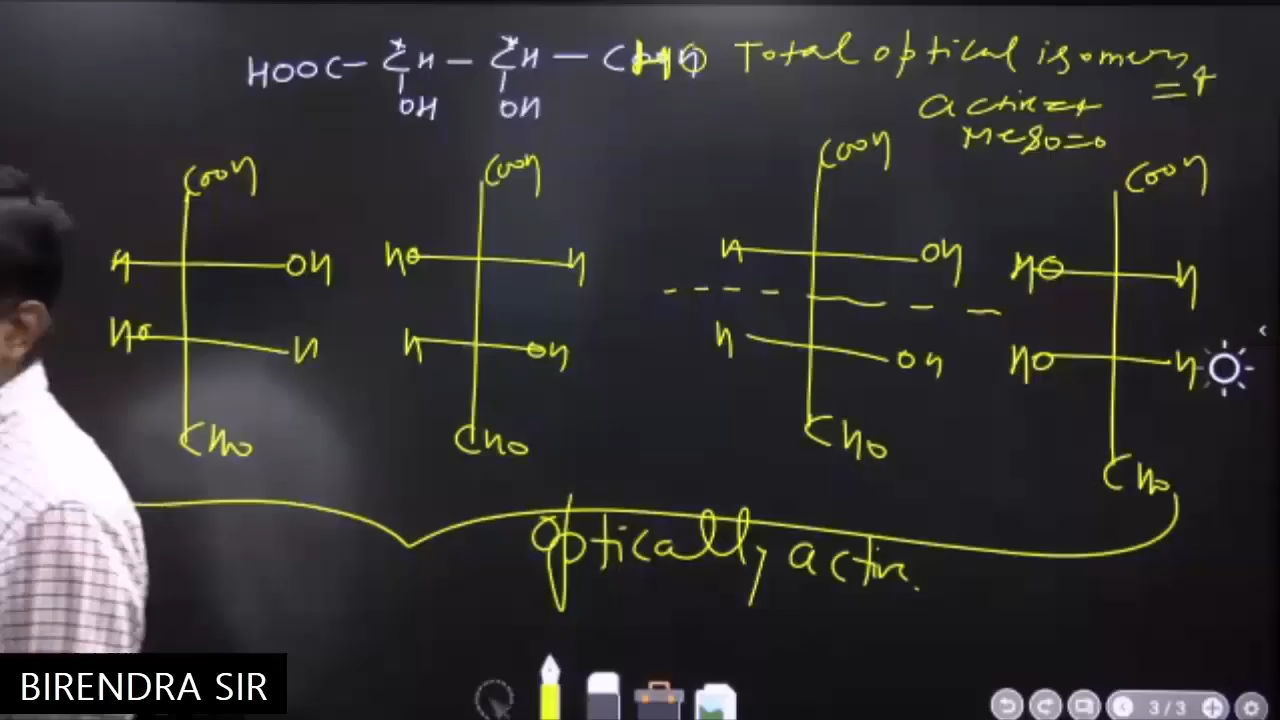 HOOC – C*H – C*H – CHO Total optical isomers
OH OH = 4
active = 4
meso = 0
COOH COOH COOH COOH
H OH HO H H OH HO H
HO H H OH H OH HO H
CHO CHO CHO CHO
Optically active.
BIRENDRA SIR
3 / 3